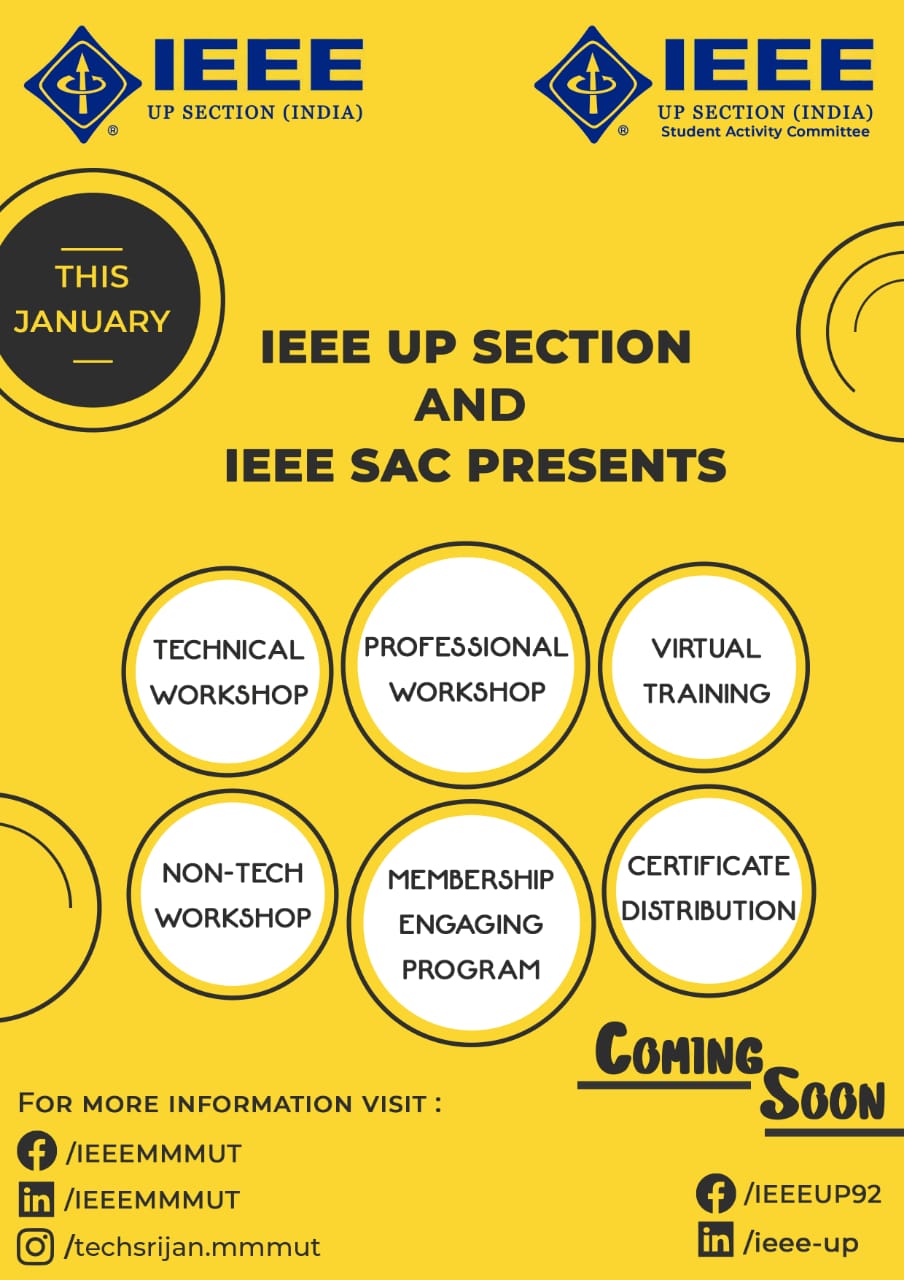 IEEE
UP SECTION (INDIA)
®
IEEE
UP SECTION (INDIA)
Student Activity Committee
®
THIS
JANUARY
IEEE UP SECTION
AND
IEEE SAC PRESENTS
TECHNICAL
WORKSHOP
PROFESSIONAL
WORKSHOP
VIRTUAL
TRAINING
NON-TECH
WORKSHOP
MEMBERSHIP
ENGAGING
PROGRAM
CERTIFICATE
DISTRIBUTION
COMING
SOON
FOR MORE INFORMATION VISIT :
/IEEEMMMUT
/IEEEMMMUT
/techsrijan.mmmut
/IEEEUP92
/ieee-up